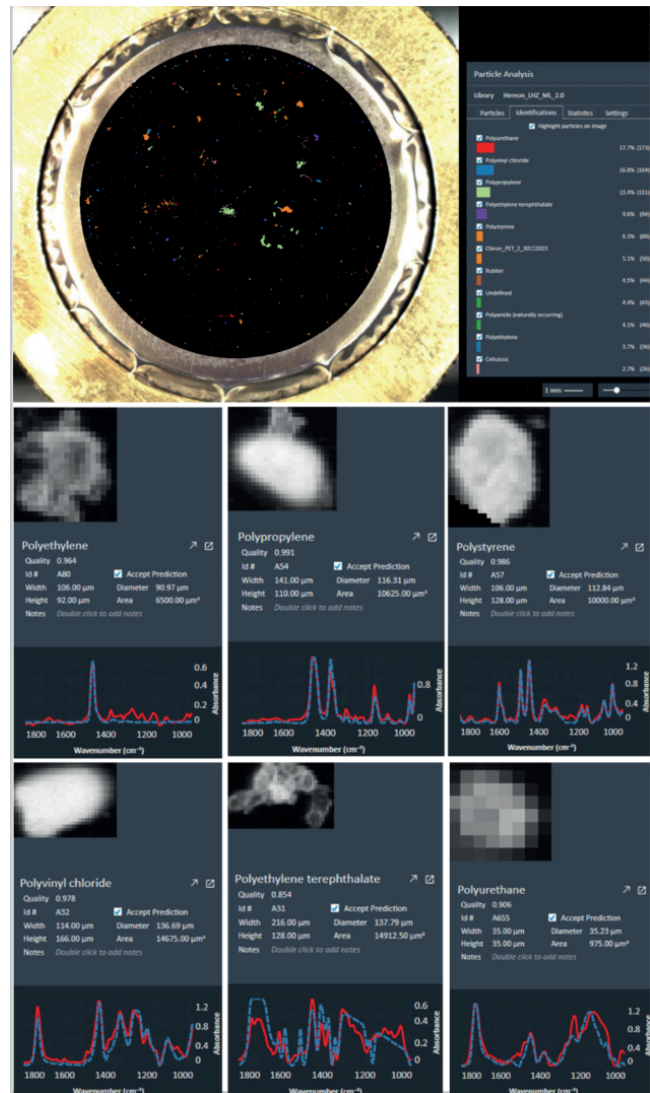 Particle Analysis
Library Hereon_LHZ_ML_2.0
Particles Identifications Statistics Settings
Highlight particles on image
Polyurethane
17.7% (173)
Polyvinyl chloride
16.8% (164)
Polypropylene
13.4% (131)
Polyethylene terephthalate
9.6% (94)
Polystyrene
6.1% (60)
Chiron_PET_2_30112023
5.1% (50)
Rubber
4.5% (44)
Undefined
4.4% (43)
Polyamide (naturally occurring)
4.1% (40)
Polyethylene
3.7% (36)
Cellulosic
2.7% (26)
1 mm
Polyethylene
Quality 0.964
Id # A80 Accept Prediction
Width 106.00 µm Diameter 90.97 µm
Height 92.00 µm Area 6500.00 µm²
Notes Double click to add notes
0.6
0.4
0.2
0
Absorbance
1800 1600 1400 1200 1000
Wavenumber (cm⁻¹)
Polypropylene
Quality 0.991
Id # A54 Accept Prediction
Width 141.00 µm Diameter 116.31 µm
Height 110.00 µm Area 10625.00 µm²
Notes Double click to add notes
0.8
0
Absorbance
1800 1600 1400 1200 1000
Wavenumber (cm⁻¹)
Polystyrene
Quality 0.986
Id # A57 Accept Prediction
Width 106.00 µm Diameter 112.84 µm
Height 128.00 µm Area 10000.00 µm²
Notes Double click to add notes
1.2
0.8
0.4
0
Absorbance
1800 1600 1400 1200 1000
Wavenumber (cm⁻¹)
Polyvinyl chloride
Quality 0.978
Id # A32 Accept Prediction
Width 114.00 µm Diameter 136.69 µm
Height 166.00 µm Area 14675.00 µm²
Notes Double click to add notes
1.2
0.8
0.4
0
Absorbance
1800 1600 1400 1200 1000
Wavenumber (cm⁻¹)
Polyethylene terephthalate
Quality 0.854
Id # A31 Accept Prediction
Width 216.00 µm Diameter 137.79 µm
Height 128.00 µm Area 14912.50 µm²
Notes Double click to add notes
0.6
0.4
0.2
0
Absorbance
1800 1600 1400 1200 1000
Wavenumber (cm⁻¹)
Polyurethane
Quality 0.906
Id # A655 Accept Prediction
Width 35.00 µm Diameter 35.23 µm
Height 35.00 µm Area 975.00 µm²
Notes Double click to add notes
1.2
0.8
0.4
0
Absorbance
1800 1600 1400 1200 1000
Wavenumber (cm⁻¹)